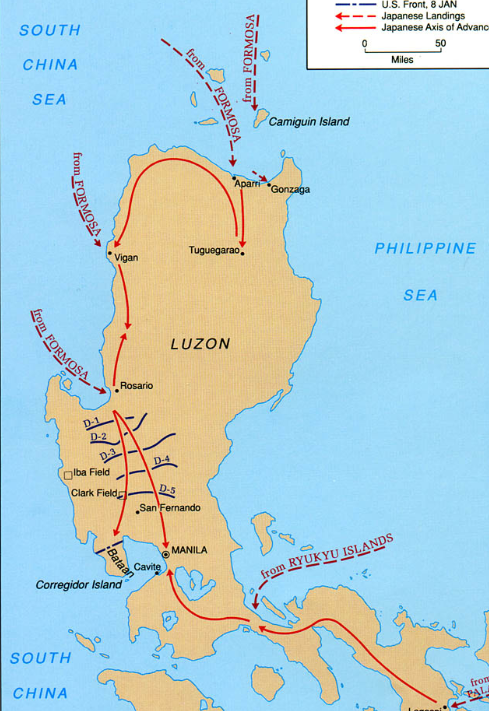 U.S. Front, 8 JAN
Japanese Landings
Japanese Axis of Advance
0 50
Miles
SOUTH
CHINA
SEA
from FORMOSA
from FORMOSA
Camiguin Island
from FORMOSA
Aparri
Gonzaga
Vigan
Tuguegarao
PHILIPPINE
SEA
LUZON
from FORMOSA
Rosario
D-1
D-2
D-3
D-4
D-5
Iba Field
Clark Field
San Fernando
Bataan
MANILA
Cavite
Corregidor Island
from RYUKYU ISLANDS
SOUTH
CHINA
from